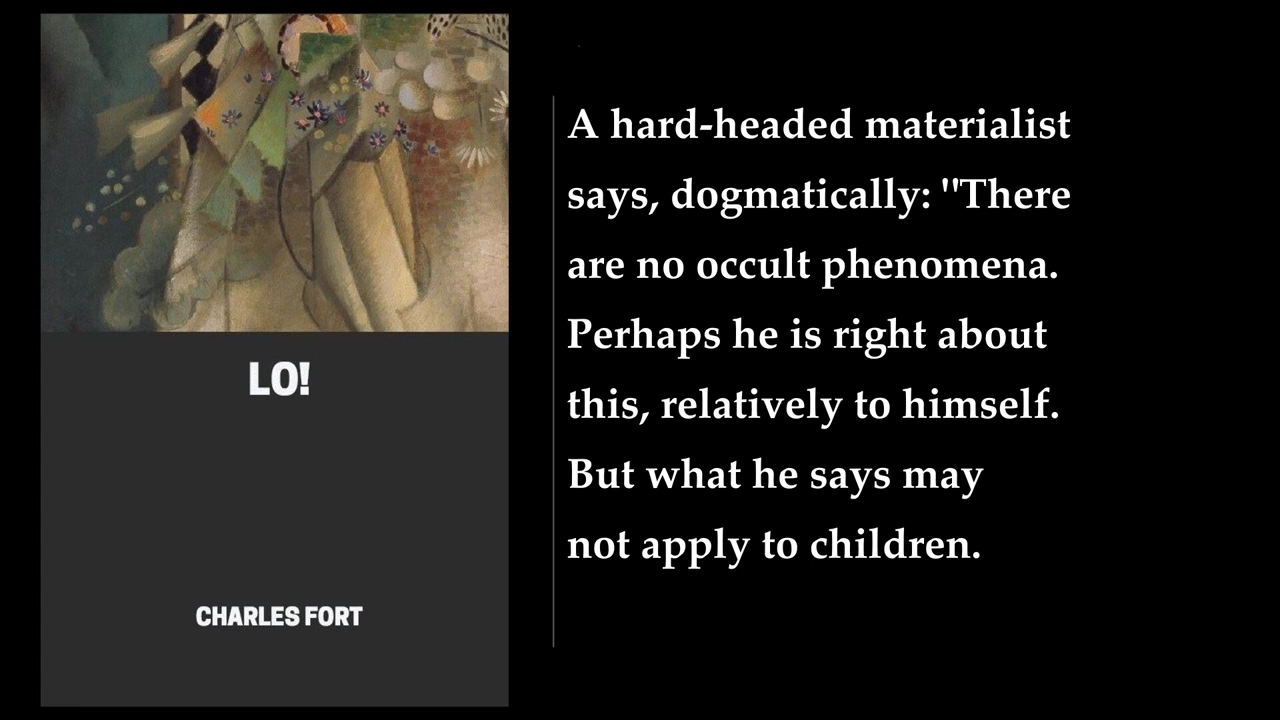 LO!
CHARLES FORT
A hard-headed materialist
says, dogmatically: "There
are no occult phenomena.
Perhaps he is right about
this, relatively to himself.
But what he says may
not apply to children.